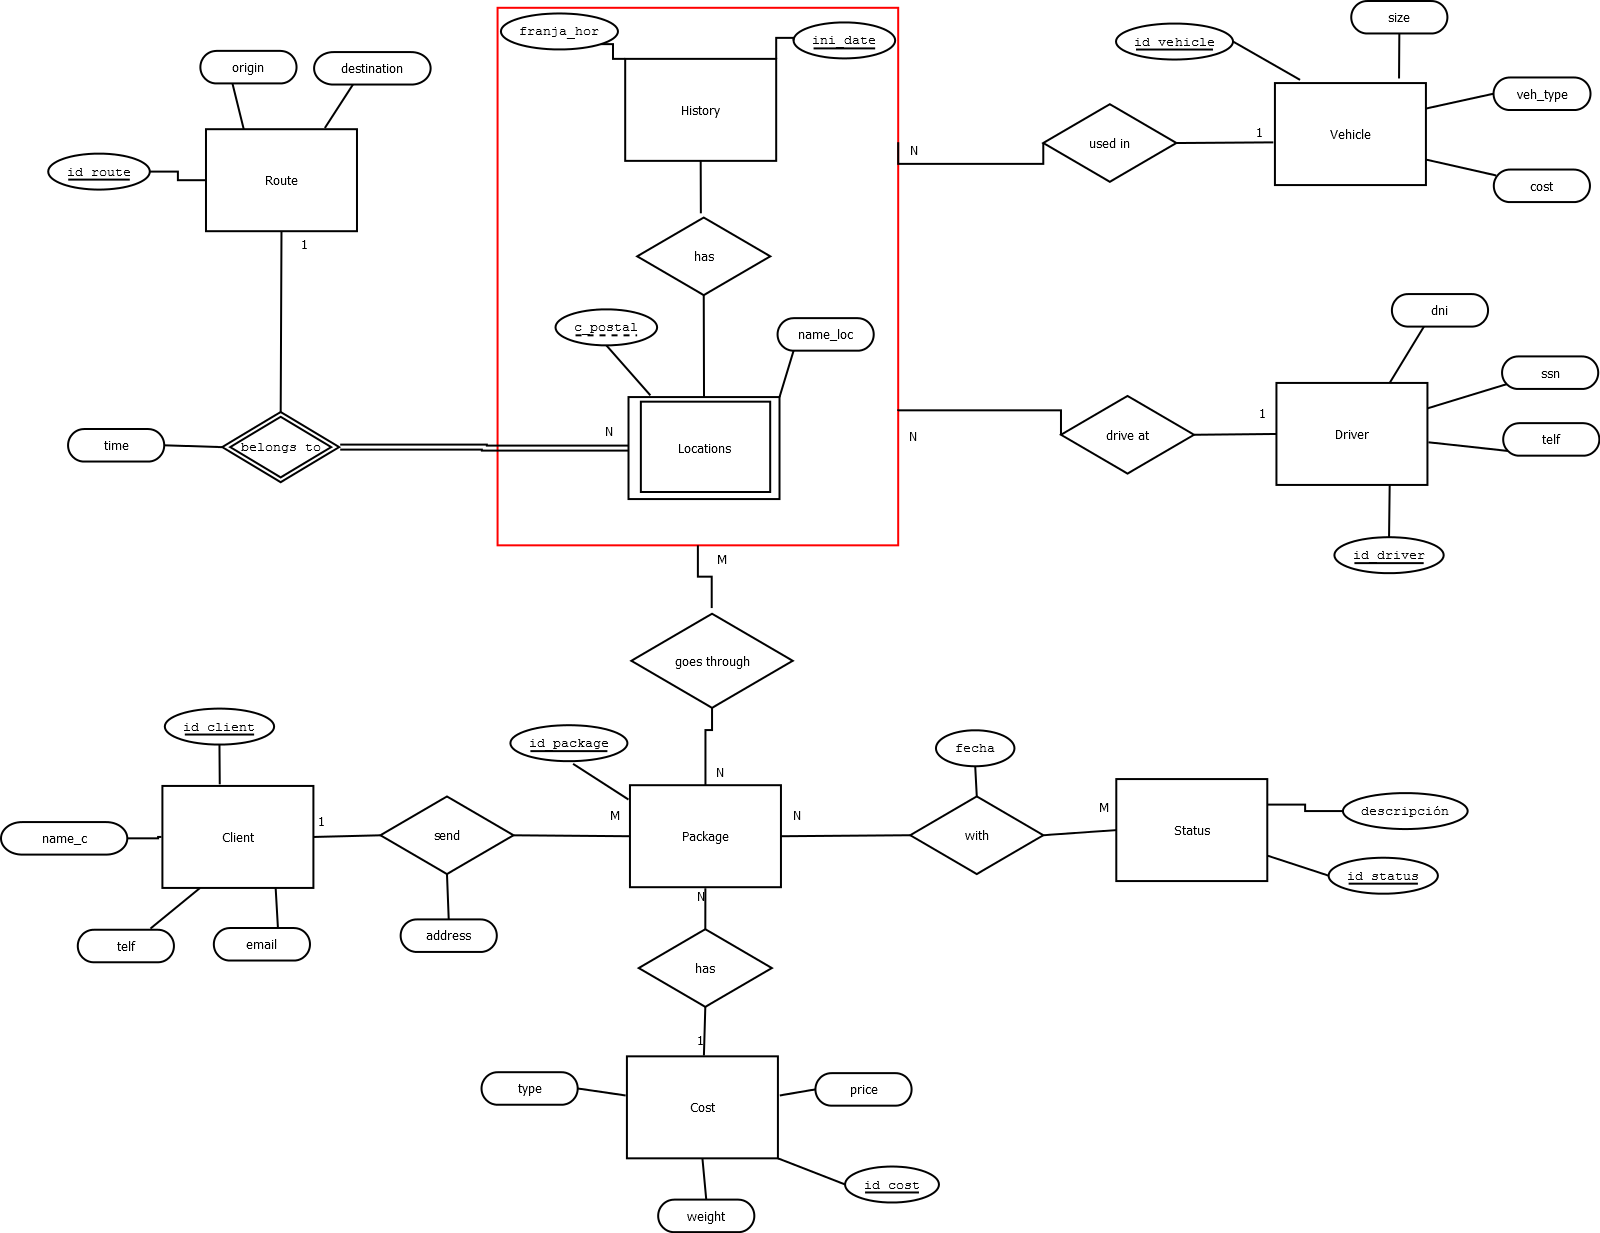 franja_hor
ini_date
History
has
c_postal
name_loc
Locations
N
origin
destination
id_route
Route
1
time
belongs to
id_vehicle
size
veh_type
cost
Vehicle
1
used in
N
dni
ssn
telf
Driver
id_driver
1
drive at
N
M
goes through
N
id_client
name_c
Client
telf
email
1
send
address
M
id_package
Package
N
fecha
with
M
Status
descripción
id_status
N
has
1
type
Cost
price
id_cost
weight